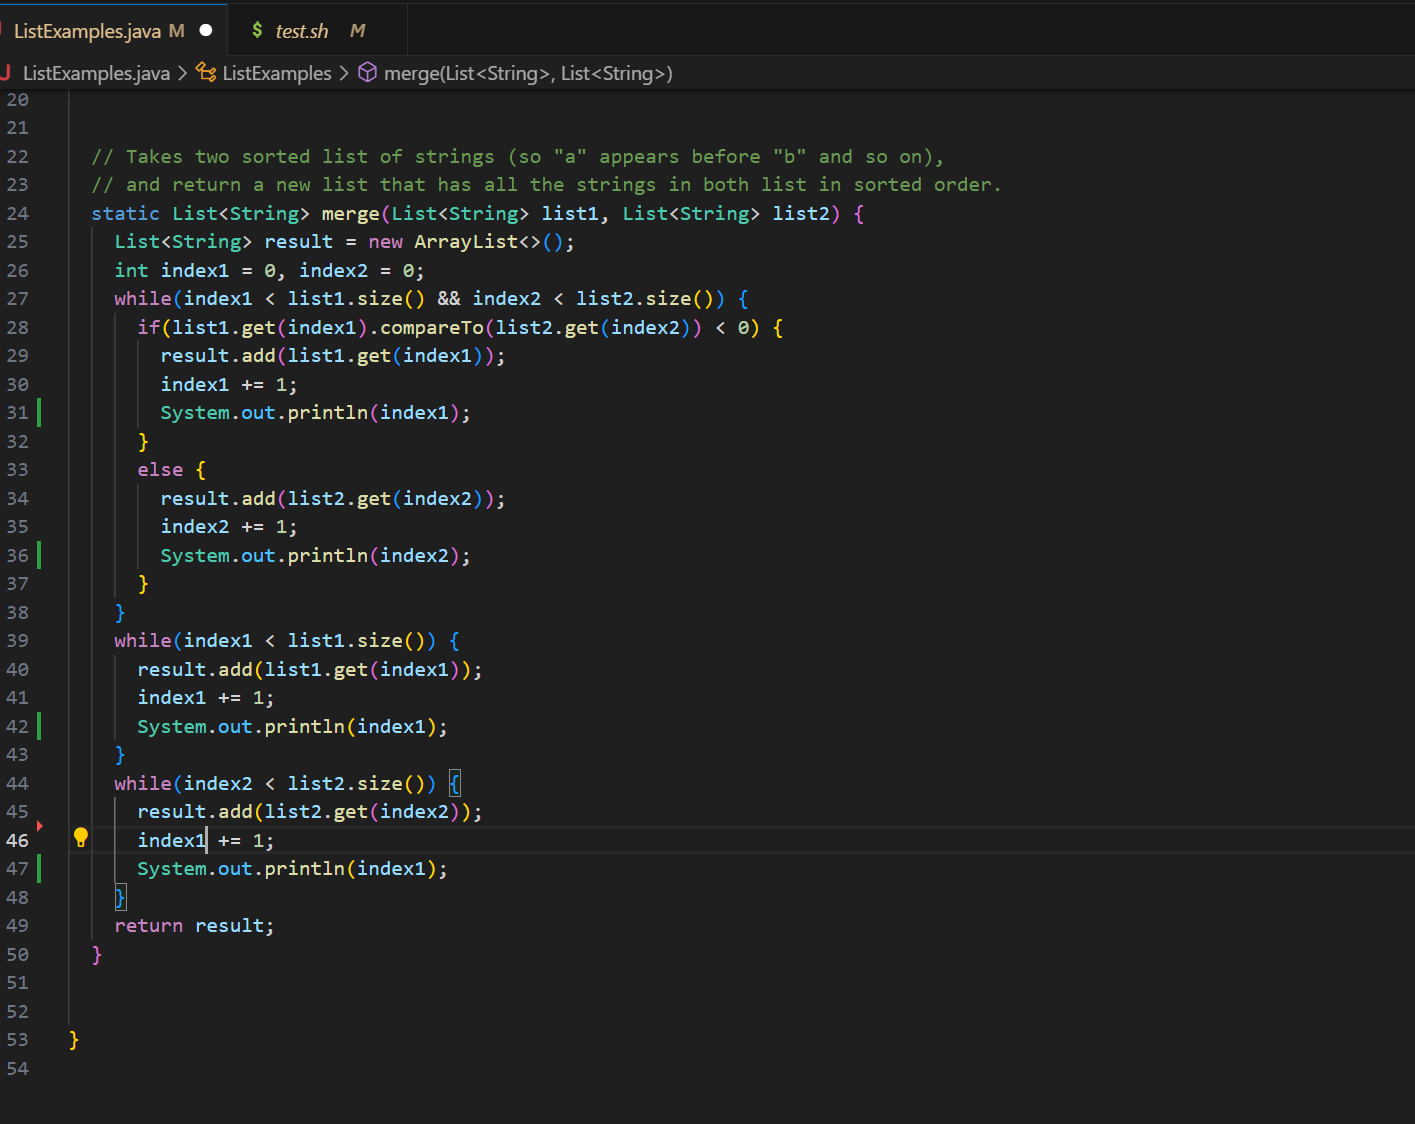 ListExamples.java M ● $ test.sh M
J ListExamples.java > ListExamples > merge(List<String>, List<String>)
20
21
22 // Takes two sorted list of strings (so "a" appears before "b" and so on),
23 // and return a new list that has all the strings in both list in sorted order.
24 static List<String> merge(List<String> list1, List<String> list2) {
25 List<String> result = new ArrayList<>();
26 int index1 = 0, index2 = 0;
27 while(index1 < list1.size() && index2 < list2.size()) {
28 if(list1.get(index1).compareTo(list2.get(index2)) < 0) {
29 result.add(list1.get(index1));
30 index1 += 1;
31 System.out.println(index1);
32 }
33 else {
34 result.add(list2.get(index2));
35 index2 += 1;
36 System.out.println(index2);
37 }
38 }
39 while(index1 < list1.size()) {
40 result.add(list1.get(index1));
41 index1 += 1;
42 System.out.println(index1);
43 }
44 while(index2 < list2.size()) {
45 result.add(list2.get(index2));
46 index1 += 1;
47 System.out.println(index1);
48 }
49 return result;
50 }
51
52
53 }
54